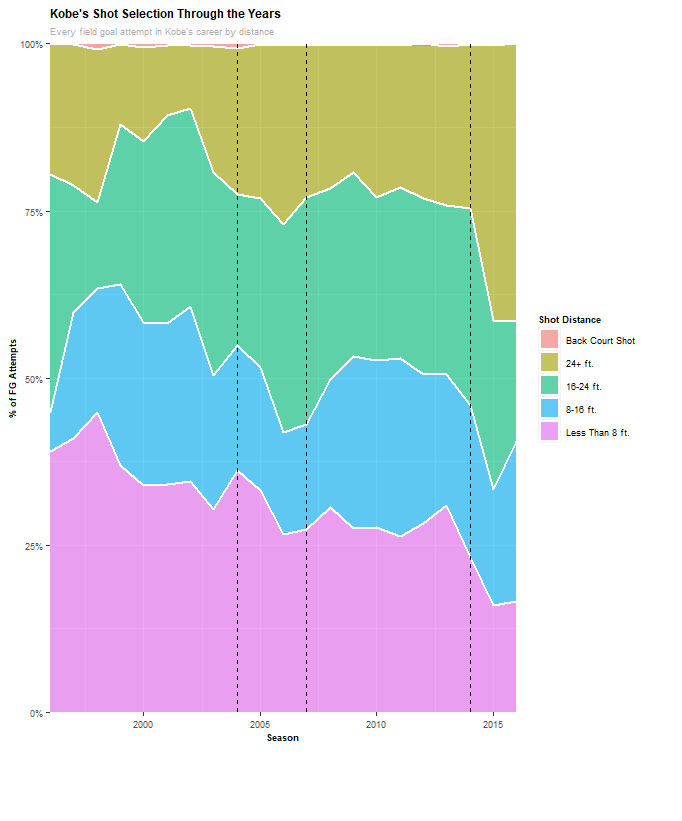 Kobe's Shot Selection Through the Years
Every field goal attempt in Kobe's career by distance
100%
75%
50%
25%
0%
% of FG Attempts
2000
2005
2010
2015
Season
Shot Distance
Back Court Shot
24+ ft.
16-24 ft.
8-16 ft.
Less Than 8 ft.